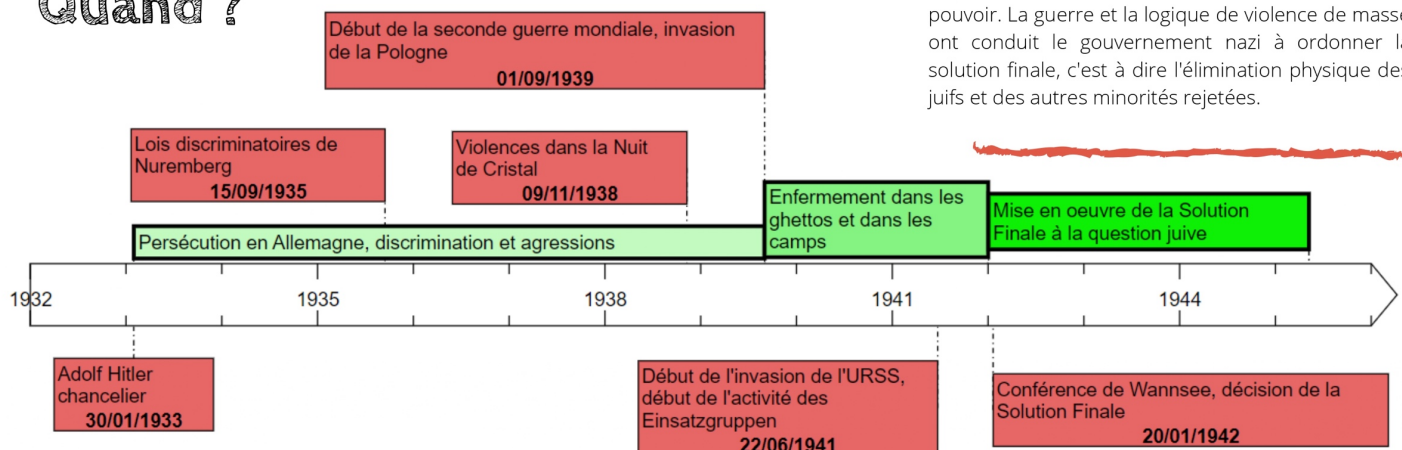 Quand ?
pouvoir. La guerre et la logique de violence de masse
ont conduit le gouvernement nazi à ordonner la
solution finale, c'est à dire l'élimination physique des
juifs et des autres minorités rejetées.
Début de la seconde guerre mondiale, invasion
de la Pologne
01/09/1939
Lois discriminatoires de
Nuremberg
15/09/1935
Violences dans la Nuit
de Cristal
09/11/1938
Persécution en Allemagne, discrimination et agressions
Enfermement dans les
ghettos et dans les
camps
Mise en oeuvre de la Solution
Finale à la question juive
1932
1935
1938
1941
1944
Adolf Hitler
chancelier
30/01/1933
Début de l'invasion de l'URSS,
début de l'activité des
Einsatzgruppen
22/06/1941
Conférence de Wannsee, décision de la
Solution Finale
20/01/1942